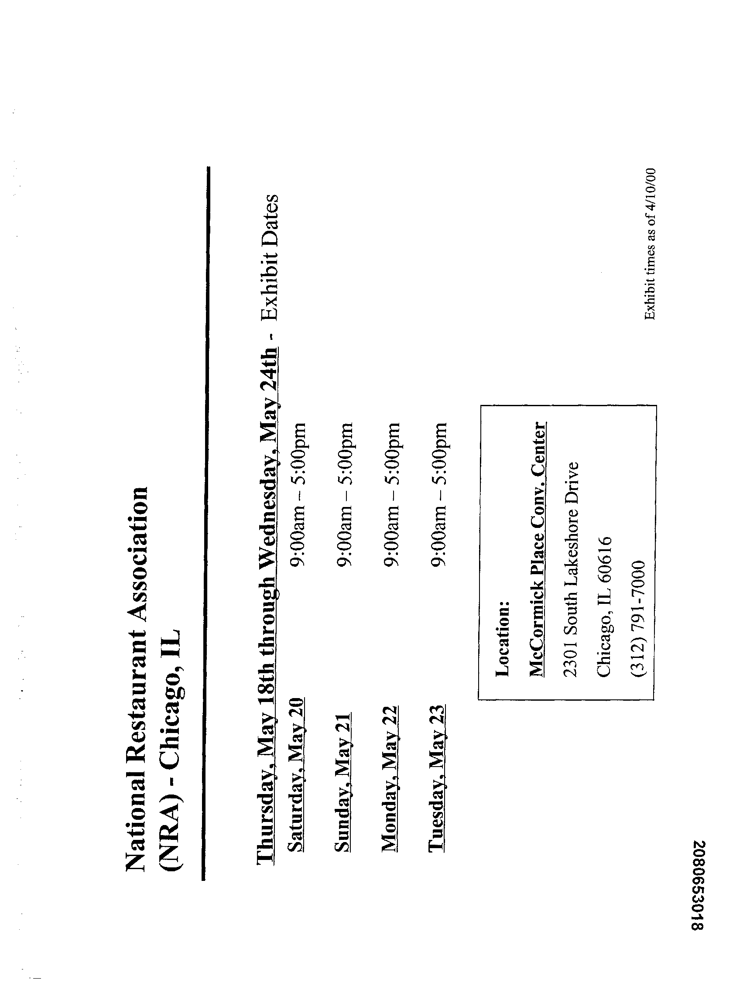 National Restaurant Association
(NRA) - Chicago, IL
Thursday, May 18th through Wednesday, May 24th - Exhibit Dates
Saturday, May 20 9:00am – 5:00pm
Sunday, May 21 9:00am – 5:00pm
Monday, May 22 9:00am – 5:00pm
Tuesday, May 23 9:00am – 5:00pm
Location:
McCormick Place Conv. Center
2301 South Lakeshore Drive
Chicago, IL 60616
(312) 791-7000
Exhibit times as of 4/10/00
2080653018